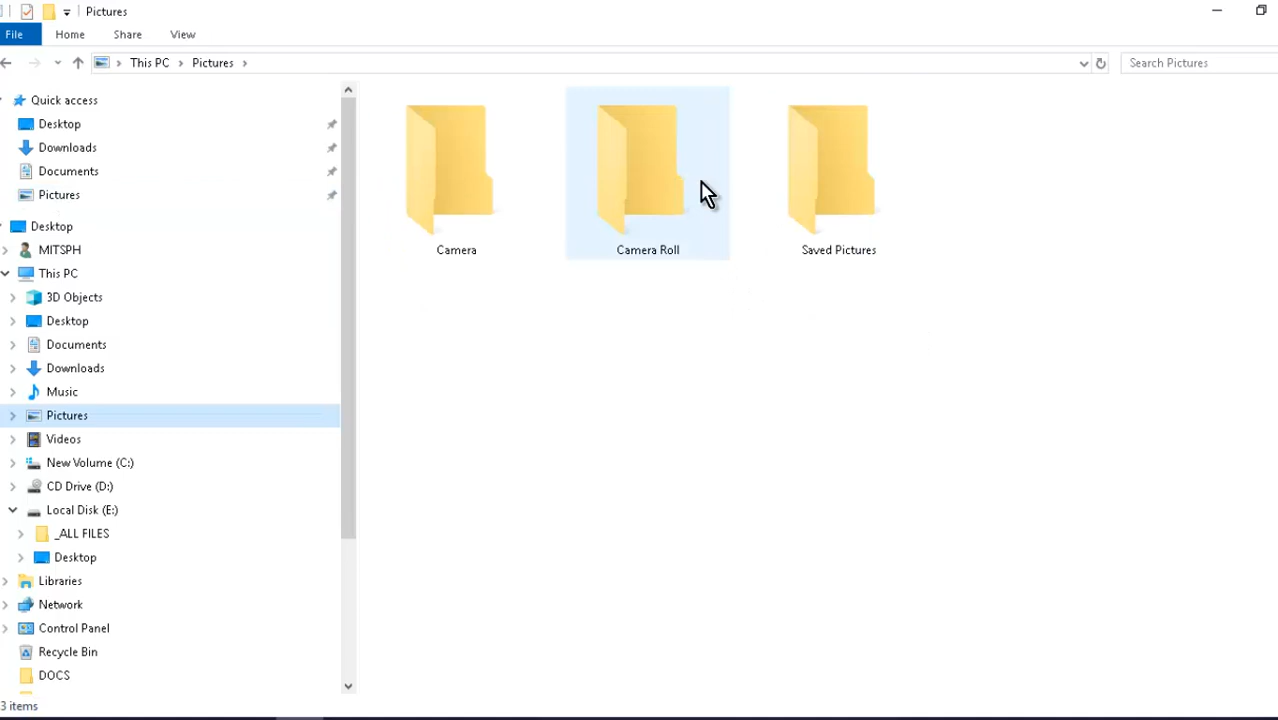 Pictures
File Home Share View
This PC Pictures
Search Pictures
Quick access
Desktop
Downloads
Documents
Pictures
Desktop
MITSPH
This PC
3D Objects
Desktop
Documents
Downloads
Music
Pictures
Videos
New Volume (C:)
CD Drive (D:)
Local Disk (E:)
_ALL FILES
Desktop
Libraries
Network
Control Panel
Recycle Bin
DOCS
Camera
Camera Roll
Saved Pictures
3 items